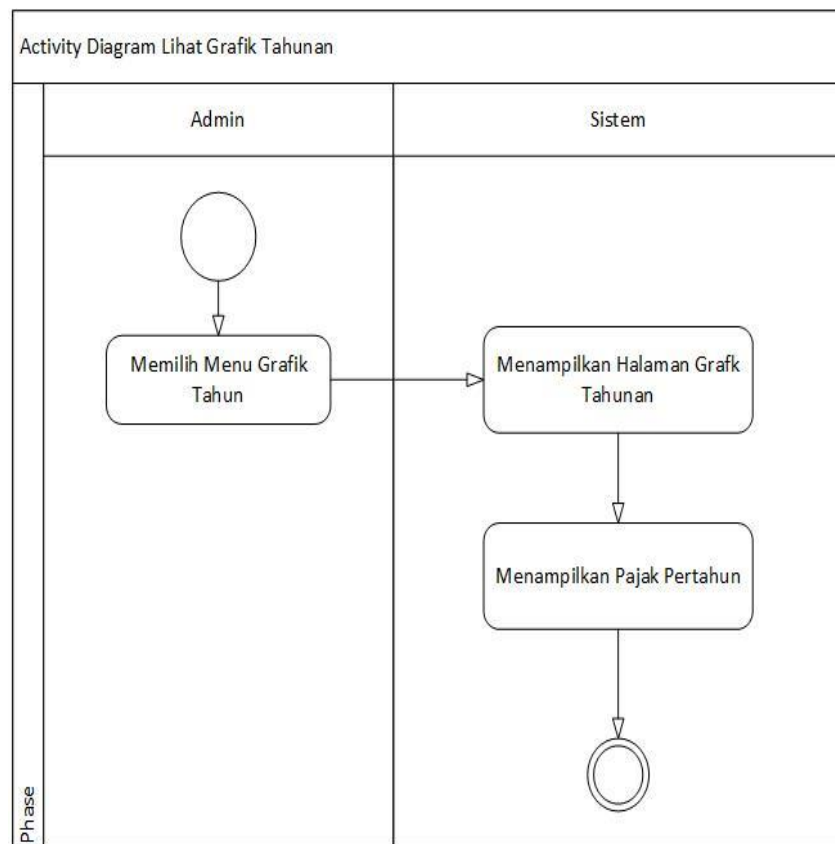 Activity Diagram Lihat Grafik Tahunan
Admin
Sistem
Memilih Menu Grafik
Tahun
Menampilkan Halaman Grafk
Tahunan
Menampilkan Pajak Pertahun
Phase